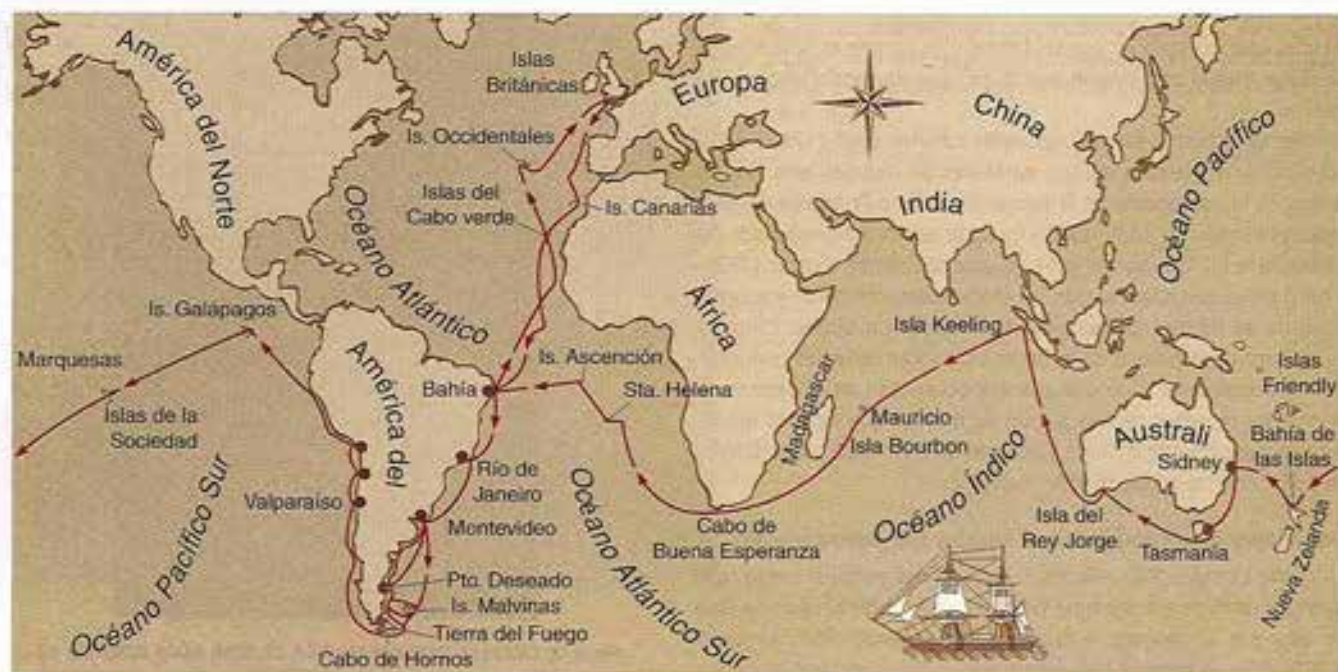 América del Norte
Islas
Británicas
Europa
China
Is. Occidentales
Océano Pacífico
Océano Atlántico
Islas del
Cabo verde
Is. Canarias
India
África
Is. Galápagos
Isla Keeling
Marquesas
Is. Ascención
Islas
Friendly
América del
Bahía
Sta. Helena
Madagascar
Islas de la
Sociedad
Mauricio
Isla Bourbon
Australi
Bahía de
las Islas
Sidney
Río de
Janeiro
Valparaíso
Océano Pacífico Sur
Océano Atlántico Sur
Océano Índico
Montevideo
Cabo de
Buena Esperanza
Isla del
Rey Jorge
Tasmania
Nueva Zelanda
Pto. Deseado
Is. Malvinas
Tierra del Fuego
Cabo de Hornos